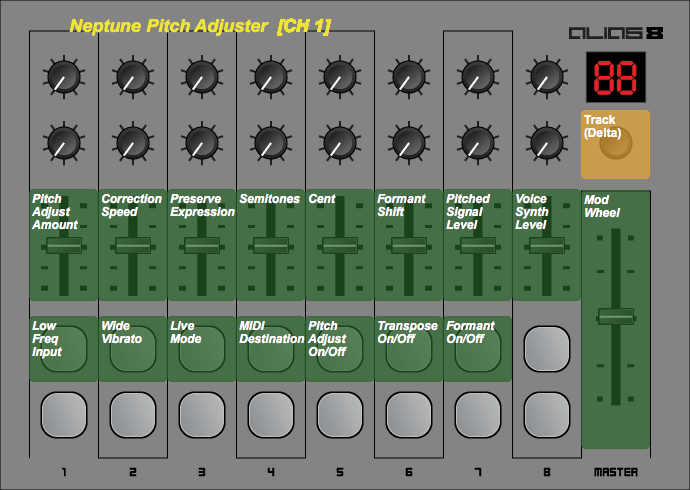 Neptune Pitch Adjuster [CH 1]
ALIAS 8
88
Track
(Delta)
Pitch
Adjust
Amount
Correction
Speed
Preserve
Expression
Semitones
Cent
Formant
Shift
Pitched
Signal
Level
Voice
Synth
Level
Mod
Wheel
Low
Freq
Input
Wide
Vibrato
Live
Mode
MIDI
Destination
Pitch
Adjust
On/Off
Transpose
On/Off
Formant
On/Off
1 2 3 4 5 6 7 8 MASTER